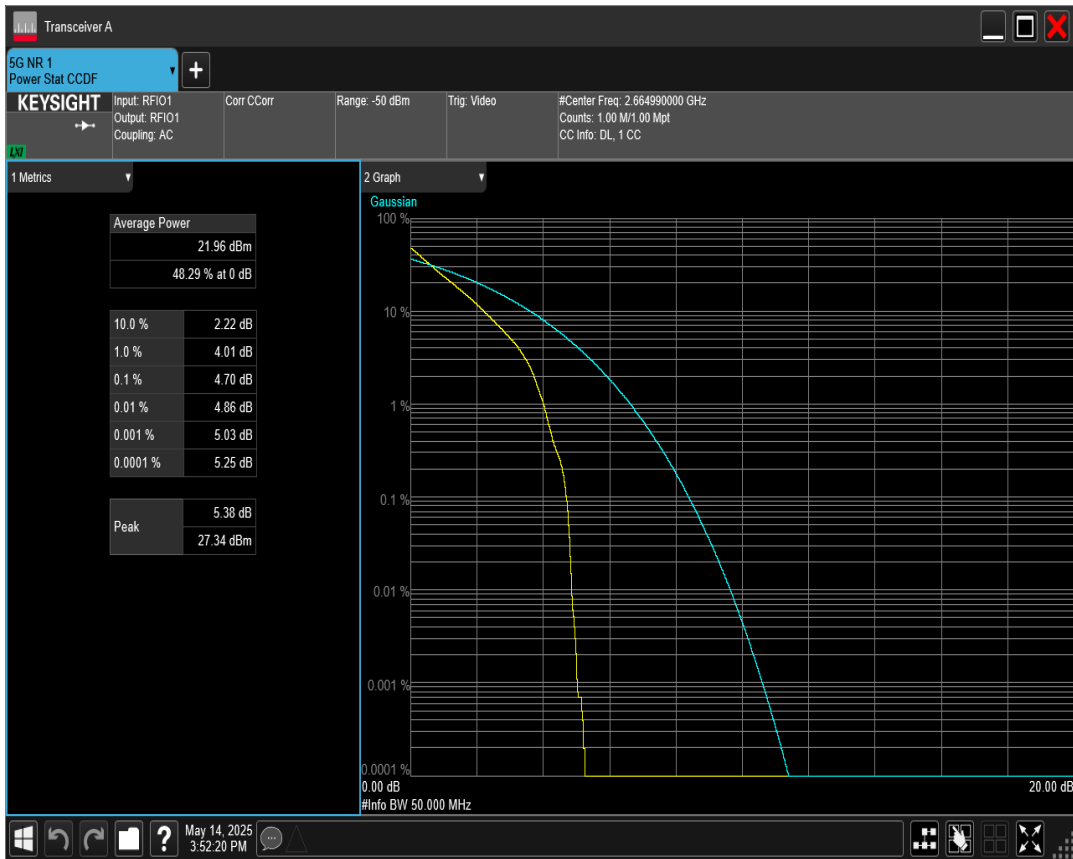 Transceiver A
5G NR 1
Power Stat CCDF
+
KEYSIGHT
LXI
Input: RFIO1
Output: RFIO1
Coupling: AC
Corr CCorr
Range: -50 dBm
Trig: Video
#Center Freq: 2.664990000 GHz
Counts: 1.00 M/1.00 Mpt
CC Info: DL, 1 CC
1 Metrics
Average Power
21.96 dBm
48.29 % at 0 dB
10.0 % 2.22 dB
1.0 % 4.01 dB
0.1 % 4.70 dB
0.01 % 4.86 dB
0.001 % 5.03 dB
0.0001 % 5.25 dB
Peak
5.38 dB
27.34 dBm
2 Graph
Gaussian
100 %
10 %
1 %
0.1 %
0.01 %
0.001 %
0.0001 %
0.00 dB 20.00 dB
#Info BW 50.000 MHz
?
May 14, 2025
3:52:20 PM